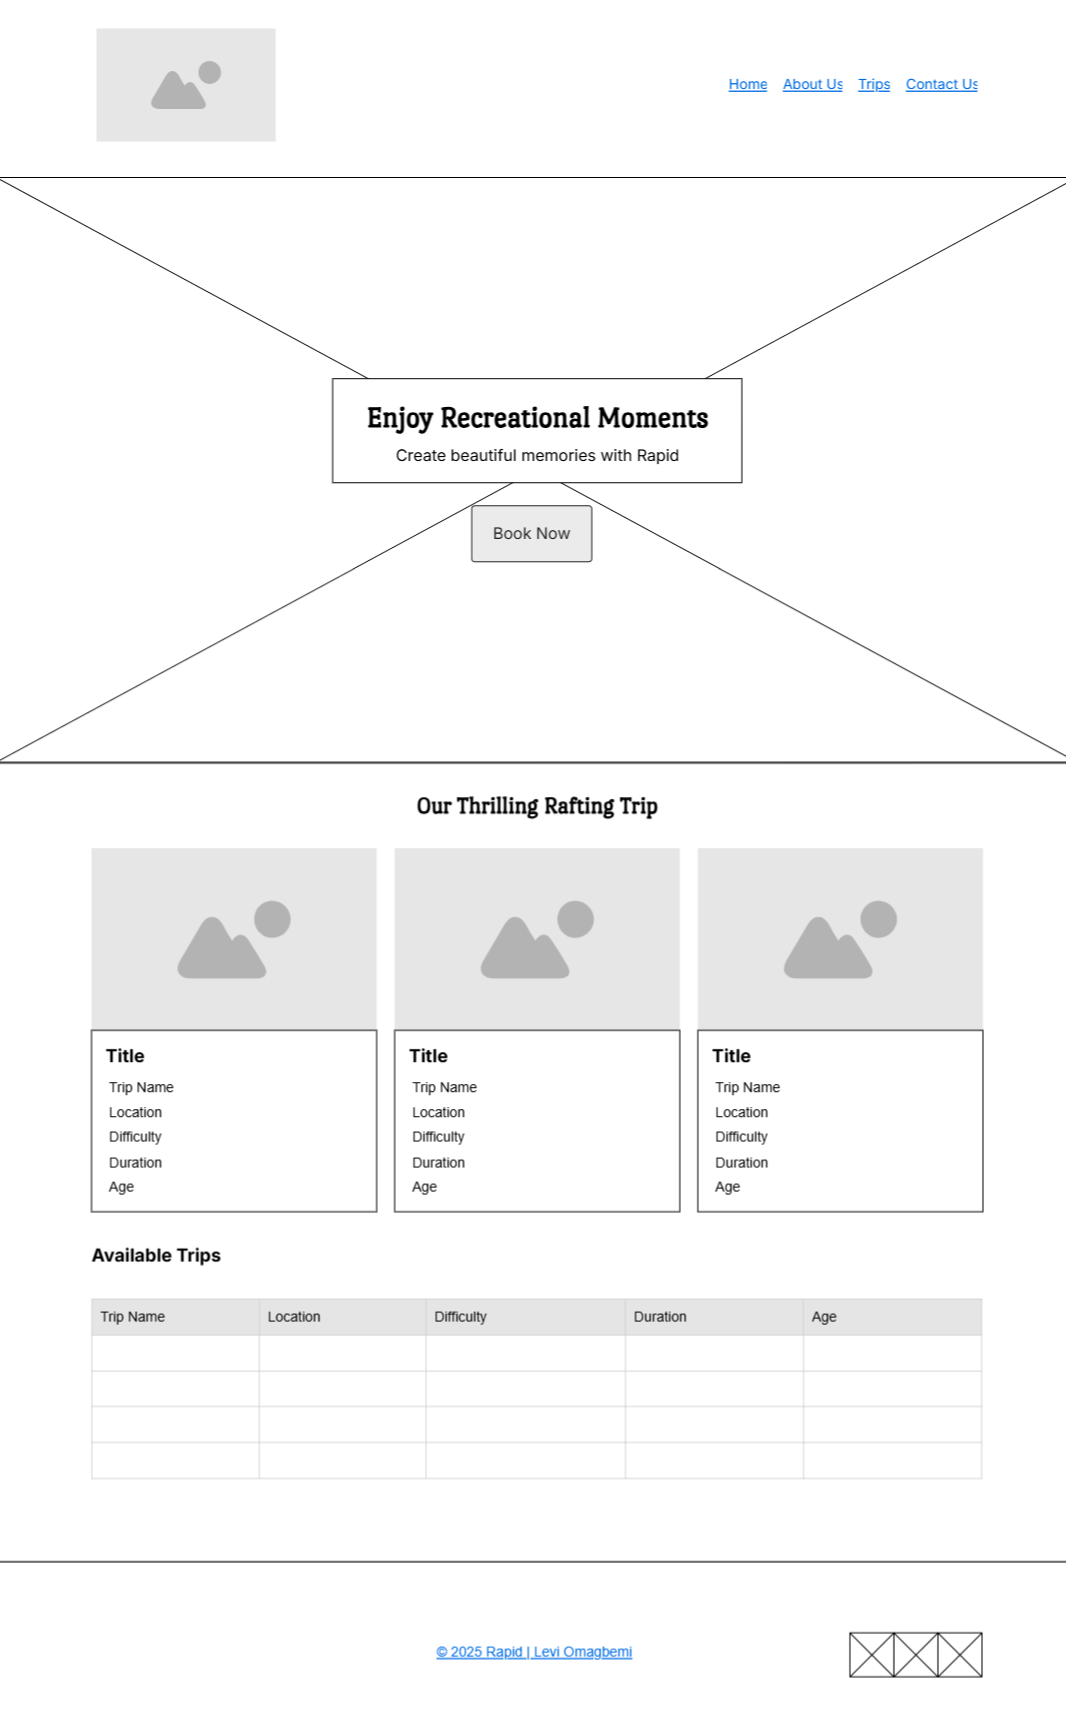 Home About Us Trips Contact Us
Enjoy Recreational Moments
Create beautiful memories with Rapid
Book Now
Our Thrilling Rafting Trip
Title
Trip Name
Location
Difficulty
Duration
Age
Title
Trip Name
Location
Difficulty
Duration
Age
Title
Trip Name
Location
Difficulty
Duration
Age
Available Trips
Trip Name Location Difficulty Duration Age
© 2025 Rapid | Levi Omagbemi